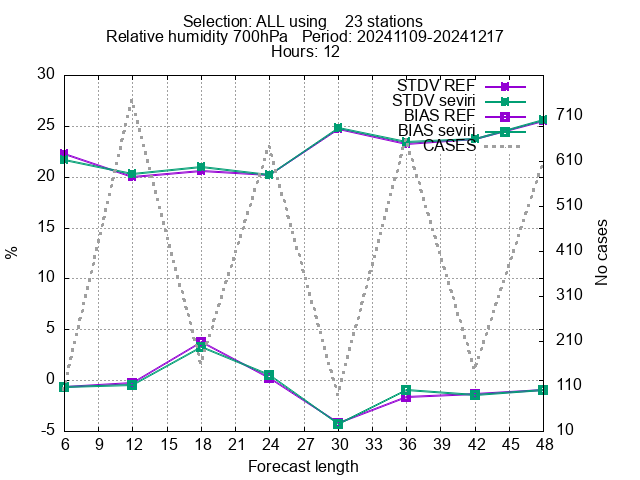 Selection: ALL using    23 stations
Relative humidity 700hPa   Period: 20241109-20241217
Hours: 12
STDV REF
STDV seviri
BIAS REF
BIAS seviri
CASES
30
25
20
15
10
5
0
-5
%
710
610
510
410
310
210
110
10
No cases
6 9 12 15 18 21 24 27 30 33 36 39 42 45 48
Forecast length